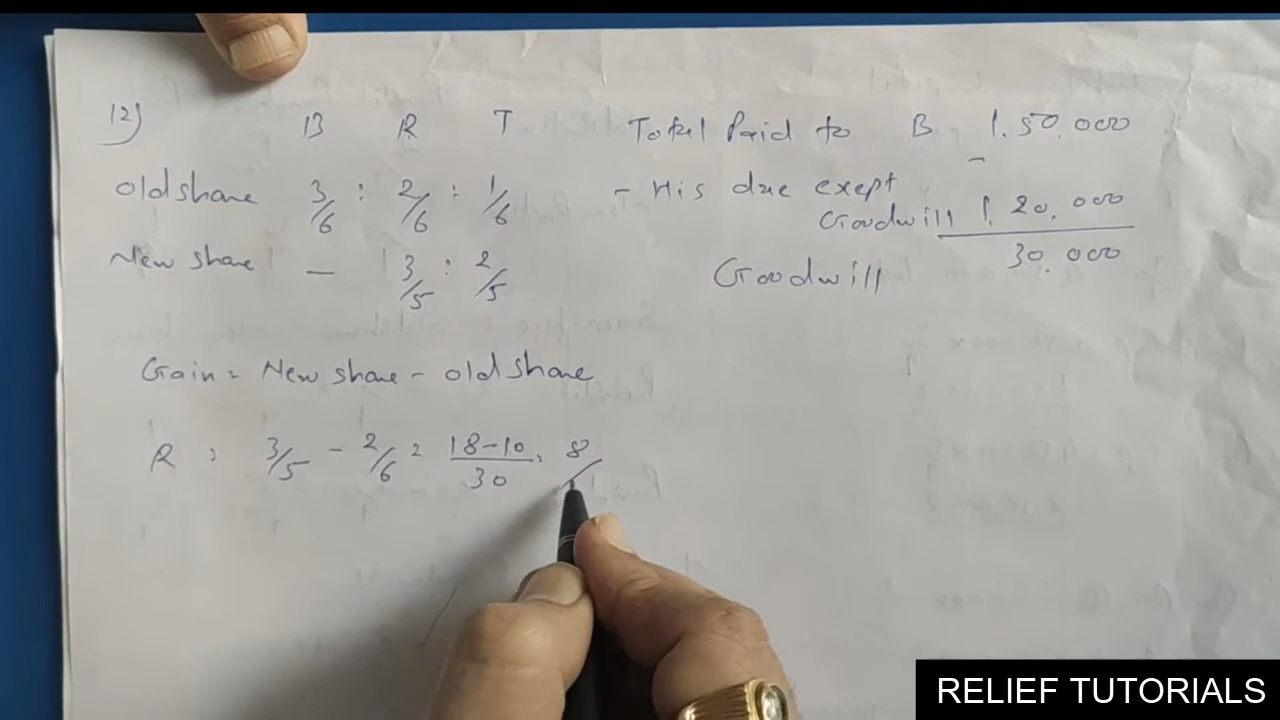 12) B R T Total Paid to B 1.50.000
old share 3/6 : 2/6 : 1/6 - His due exept
Goodwill 1.20,000
New share — 3/5 : 2/5 Goodwill 30.000
Gain = New share - old share
R = 3/5 - 2/6 = 18-10/30 = 8/
RELIEF TUTORIALS